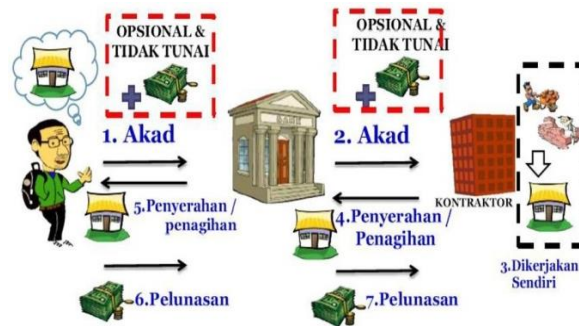 OPSIONAL &
TIDAK TUNAI
OPSIONAL &
TIDAK TUNAI
1. Akad
2. Akad
BANK
KONTRAKTOR
5.Penyerahan /
penagihan
4.Penyerahan /
Penagihan
3.Dikerjakan
Sendiri
6.Pelunasan
7.Pelunasan